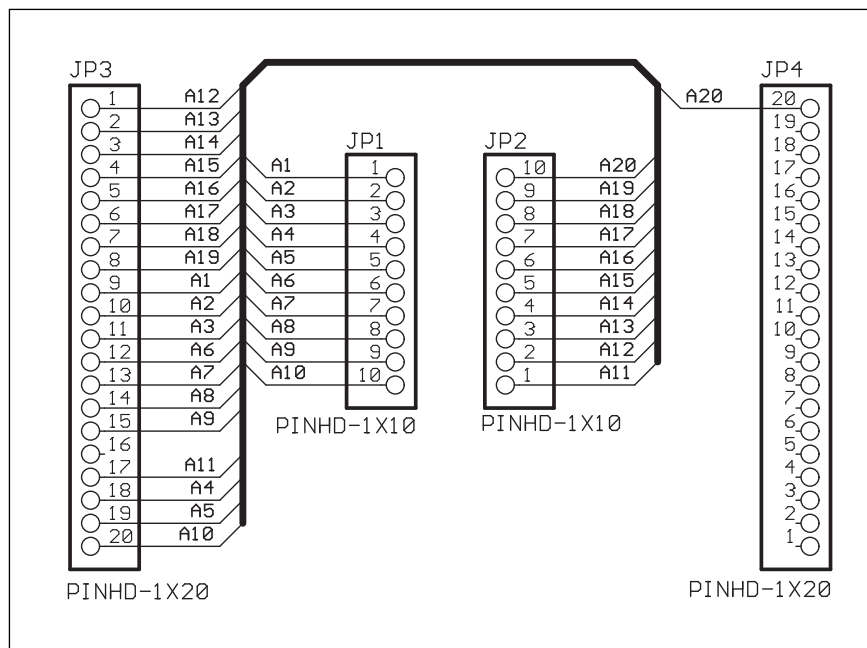 JP3
1 A12
2 A13
3 A14
4 A15
5 A16
6 A17
7 A18
8 A19
9 A1
10 A2
11 A3
12 A6
13 A7
14 A8
15 A9
16
17 A11
18 A4
19 A5
20 A10
PINHD-1X20
JP1
A1 1
A2 2
A3 3
A4 4
A5 5
A6 6
A7 7
A8 8
A9 9
A10 10
PINHD-1X10
JP2
10 A20
9 A19
8 A18
7 A17
6 A16
5 A15
4 A14
3 A13
2 A12
1 A11
PINHD-1X10
JP4
A20 20
19
18
17
16
15
14
13
12
11
10
9
8
7
6
5
4
3
2
1
PINHD-1X20